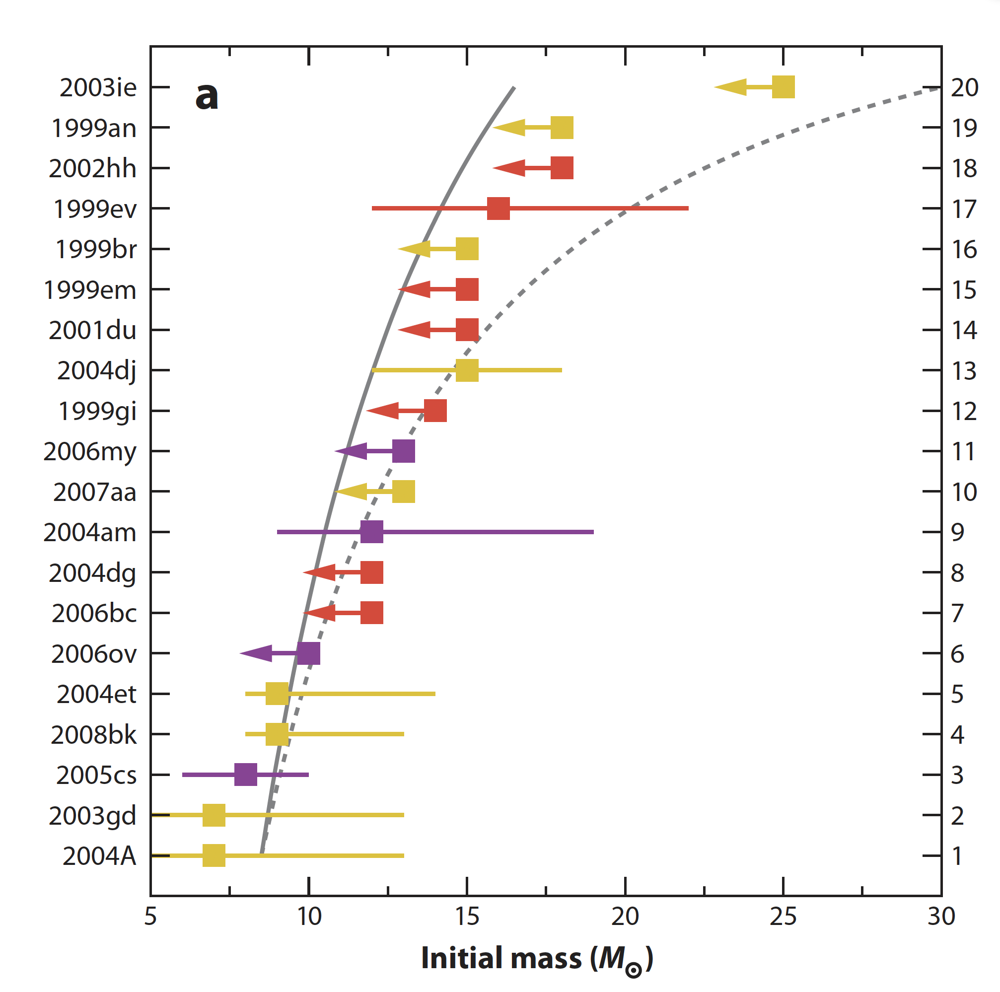 a
2003ie 20
1999an 19
2002hh 18
1999ev 17
1999br 16
1999em 15
2001du 14
2004dj 13
1999gi 12
2006my 11
2007aa 10
2004am 9
2004dg 8
2006bc 7
2006ov 6
2004et 5
2008bk 4
2005cs 3
2003gd 2
2004A 1
5 10 15 20 25 30
Initial mass (M☉)